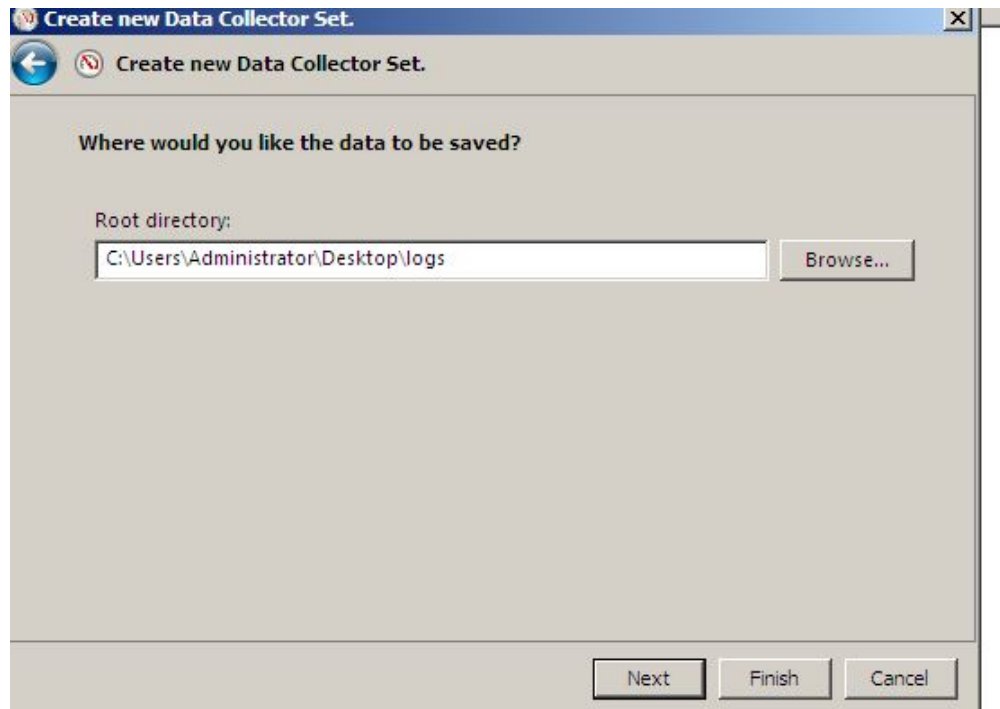 Create new Data Collector Set.
Create new Data Collector Set.
Where would you like the data to be saved?
Root directory:
C:\Users\Administrator\Desktop\logs
Browse...
Next
Finish
Cancel